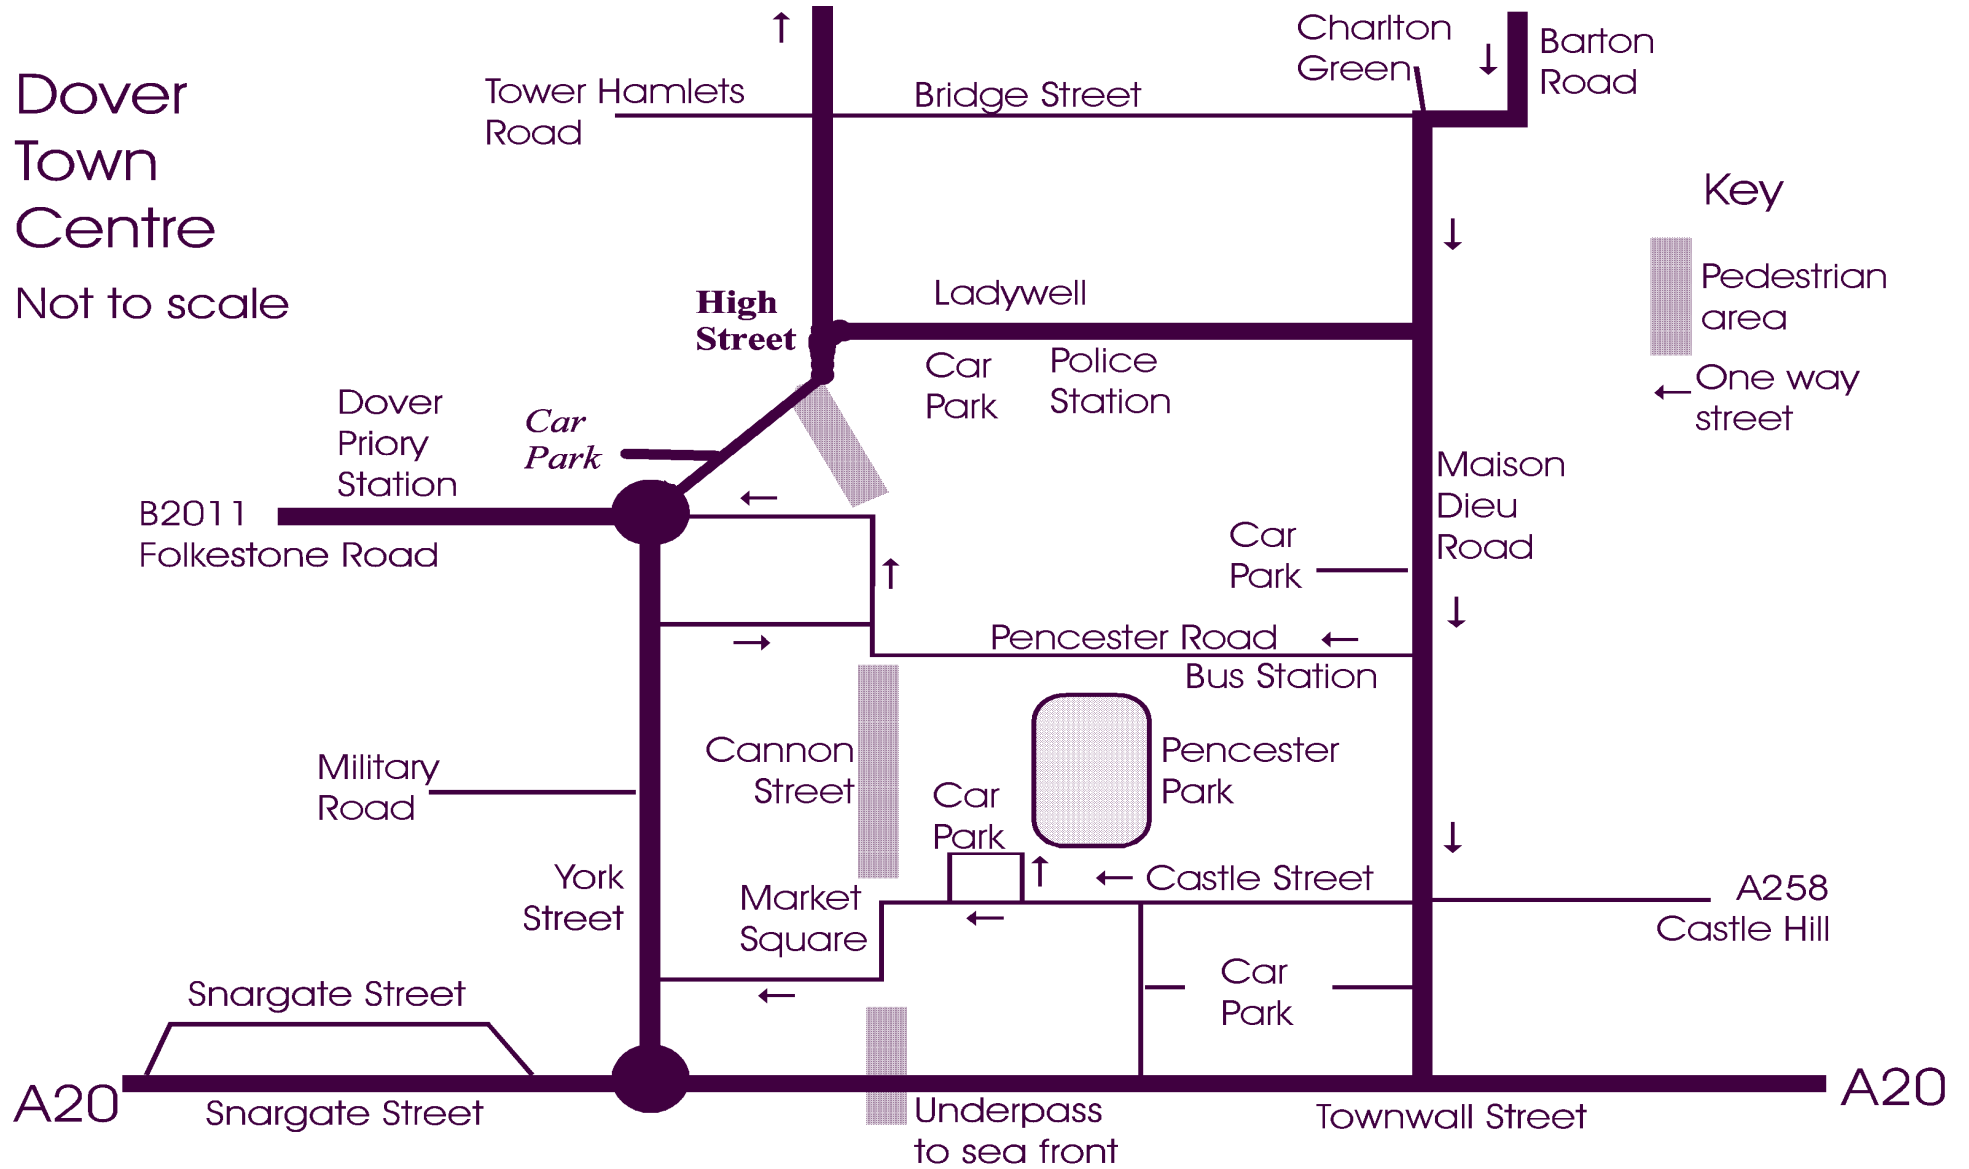 Dover
Town
Centre
Not to scale
Tower Hamlets
Road
Bridge Street
Charlton
Green
Barton
Road
Key
Pedestrian
area
One way
street
High
Street
Ladywell
Car
Park
Police
Station
Dover
Priory
Station
Car
Park
B2011
Folkestone Road
Maison
Dieu
Road
Car
Park
Pencester Road
Bus Station
Military
Road
Cannon
Street
Pencester
Park
Car
Park
York
Street
Market
Square
Castle Street
A258
Castle Hill
Car
Park
Snargate Street
A20
Snargate Street
Underpass
to sea front
Townwall Street
A20